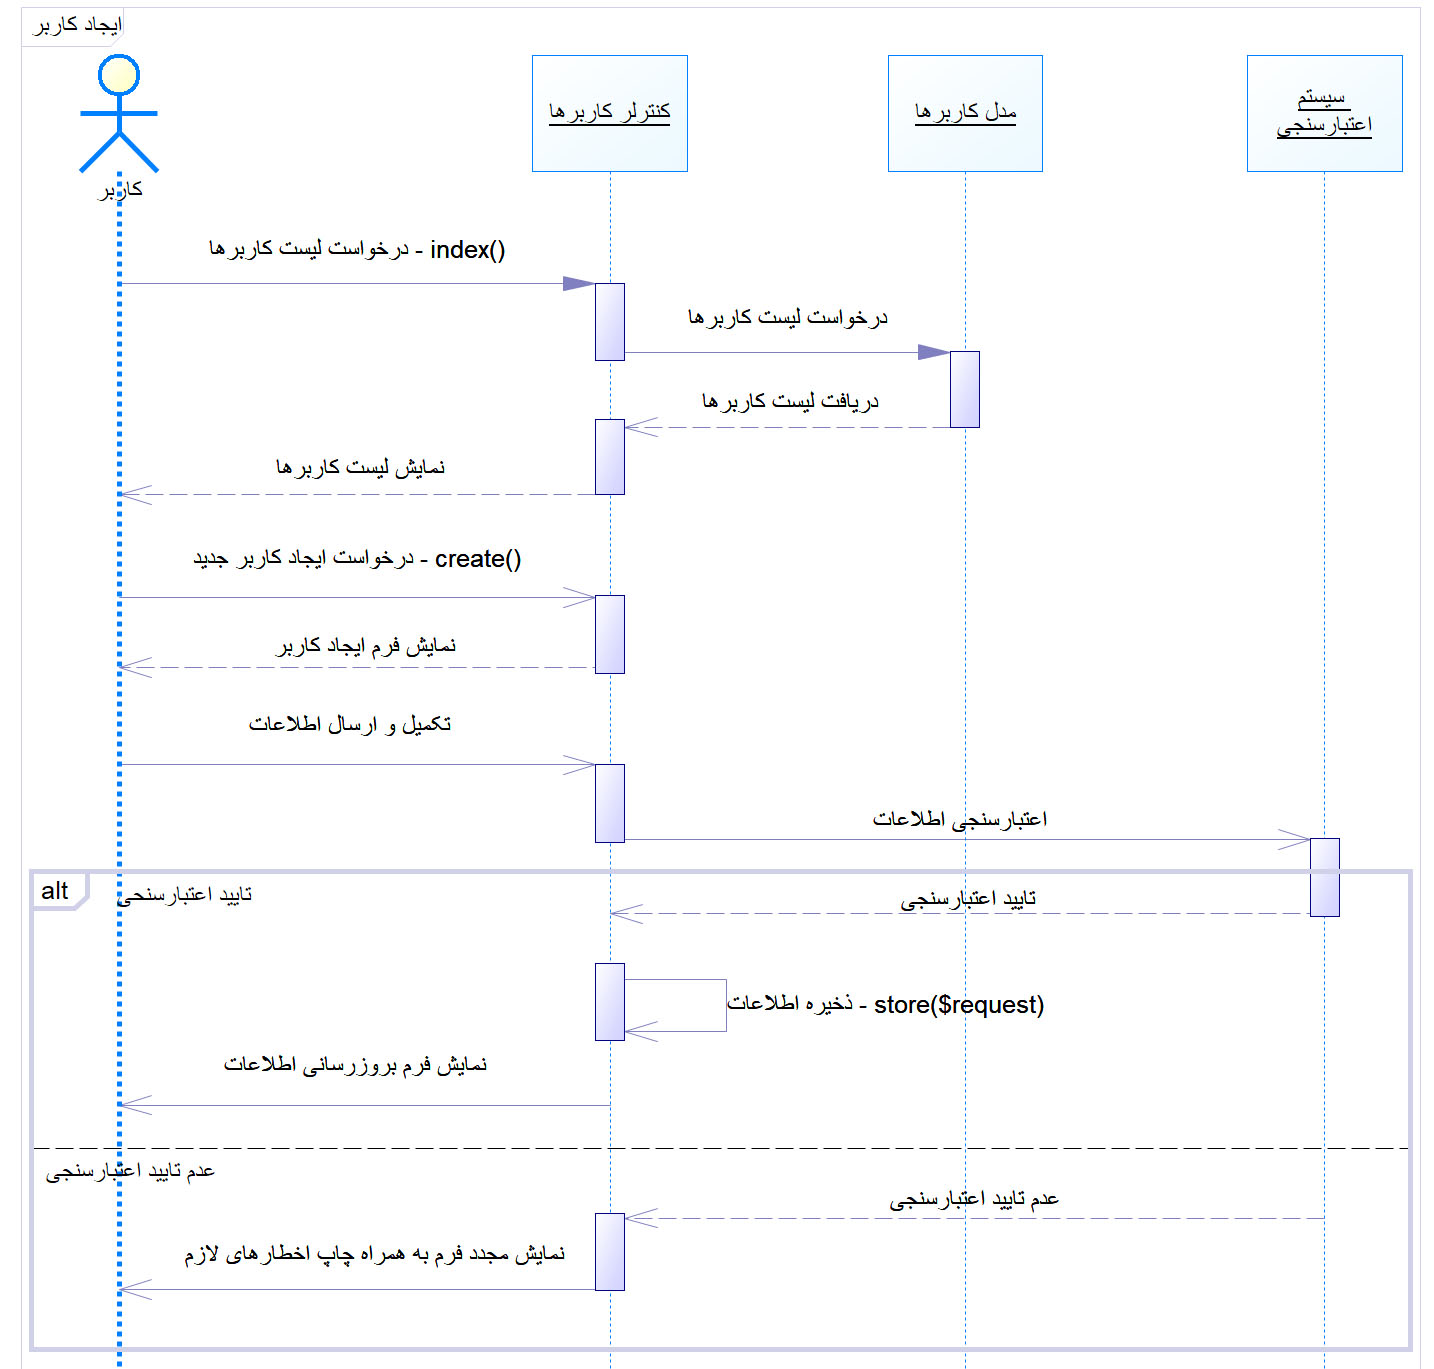 ایجاد کاربر
کاربر
کنترلر کاربرها
مدل کاربرها
سیستم
اعتبارسنجی
درخواست لیست کاربرها - index()
درخواست لیست کاربرها
دریافت لیست کاربرها
نمایش لیست کاربرها
درخواست ایجاد کاربر جدید - create()
نمایش فرم ایجاد کاربر
تکمیل و ارسال اطلاعات
اعتبارسنجی اطلاعات
alt
تایید اعتبارسنجی
تایید اعتبارسنجی
ذخیره اطلاعات - store($request)
نمایش فرم بروزرسانی اطلاعات
عدم تایید اعتبارسنجی
عدم تایید اعتبارسنجی
نمایش مجدد فرم به همراه چاپ اخطارهای لازم